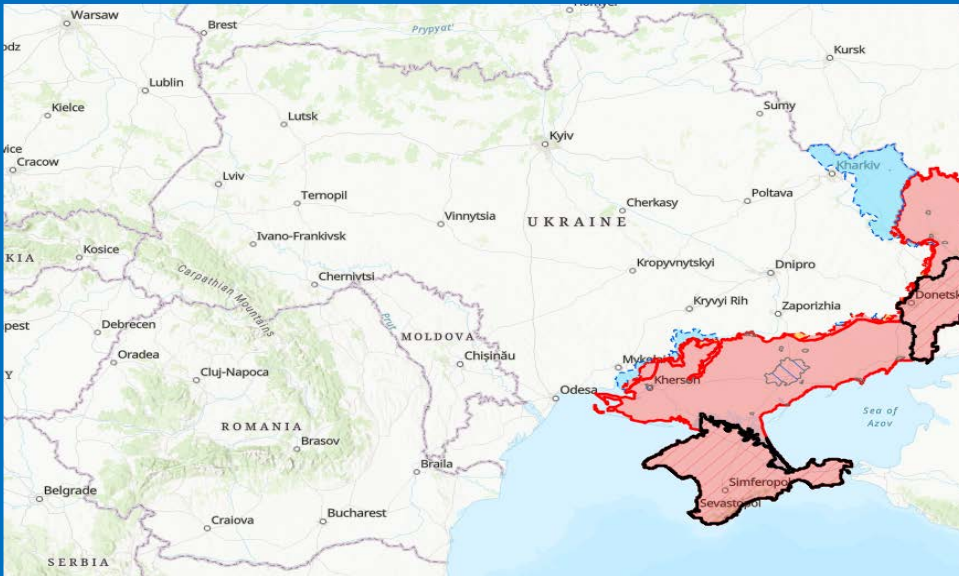 Warsaw
Brest
Prypyat'
Kursk
Lublin
Kielce
Lutsk
Sumy
Kyiv
Cracow
Kharkiv
Lviv
Ternopil
Poltava
Cherkasy
Vinnytsia
UKRAINE
Ivano-Frankivsk
Kosice
Carpathian Mountains
Chernivtsi
Kropyvnytskyi
Dnipro
Donetsk
Kryvyi Rih
Zaporizhia
Prut
Debrecen
MOLDOVA
Oradea
Chișinău
Cluj-Napoca
Kherson
Odesa
Sea of
Azov
ROMANIA
Brasov
Braila
Simferopol
Belgrade
Sevastopol
Bucharest
Craiova
SERBIA